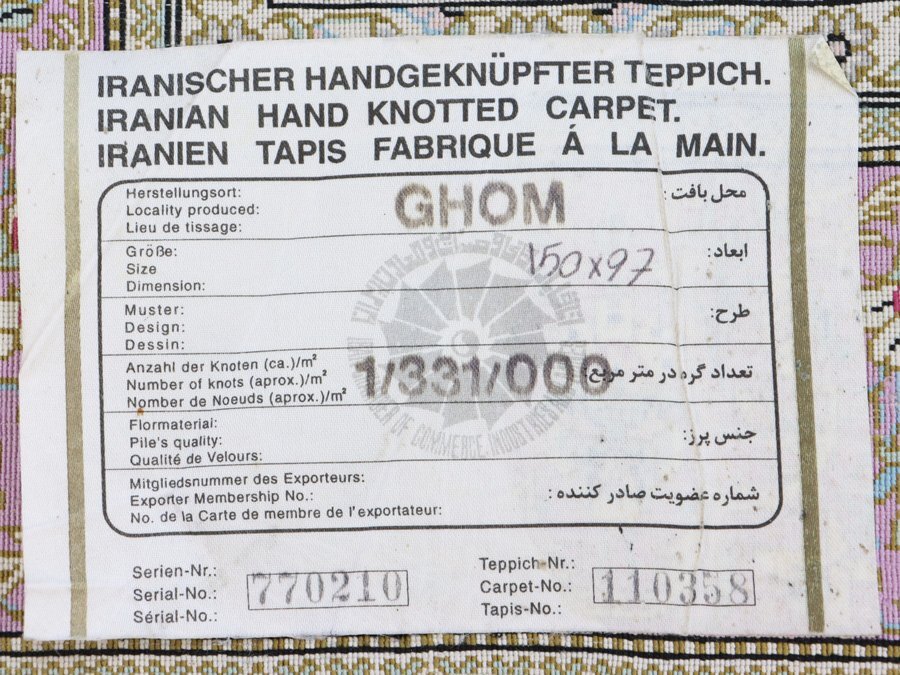 IRANISCHER HANDGEKNÜPFTER TEPPICH.
IRANIAN HAND KNOTTED CARPET.
IRANIEN TAPIS FABRIQUE Á LA MAIN.
Herstellungsort:
Locality produced:
Lieu de tissage:
GHOM
محل بافت :
Größe:
Size
Dimension:
150x97
ابعاد:
Muster:
Design:
Dessin:
طرح:
Anzahl der Knoten (ca.)/m²
Number of knots (aprox.)/m²
Nomber de Noeuds (aprox.)/m²
1/331/000
تعداد گره در متر مربع:
Flormaterial:
Pile's quality:
Qualité de Velours:
جنس پرز:
Mitgliedsnummer des Exporteurs:
Exporter Membership No.:
No. de la Carte de membre de l'exportateur:
شماره عضویت صادر کننده :
Serien-Nr.:
Serial-No.:
Sérial-No.:
770210
Teppich-Nr.:
Carpet-No.:
Tapis-No.:
110358